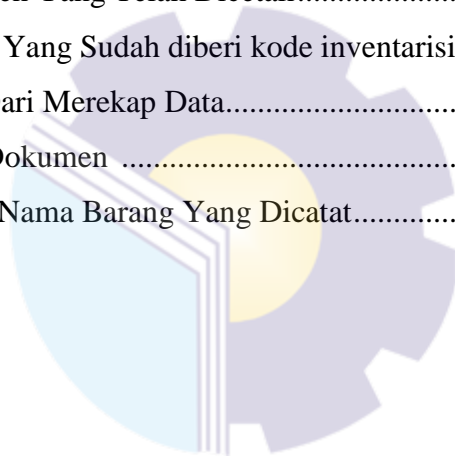 Yang Telah Dicetak....................
Yang Sudah diberi kode inventarisi
ari Merekap Data..............................
Dokumen ........................................
Nama Barang Yang Dicatat.............